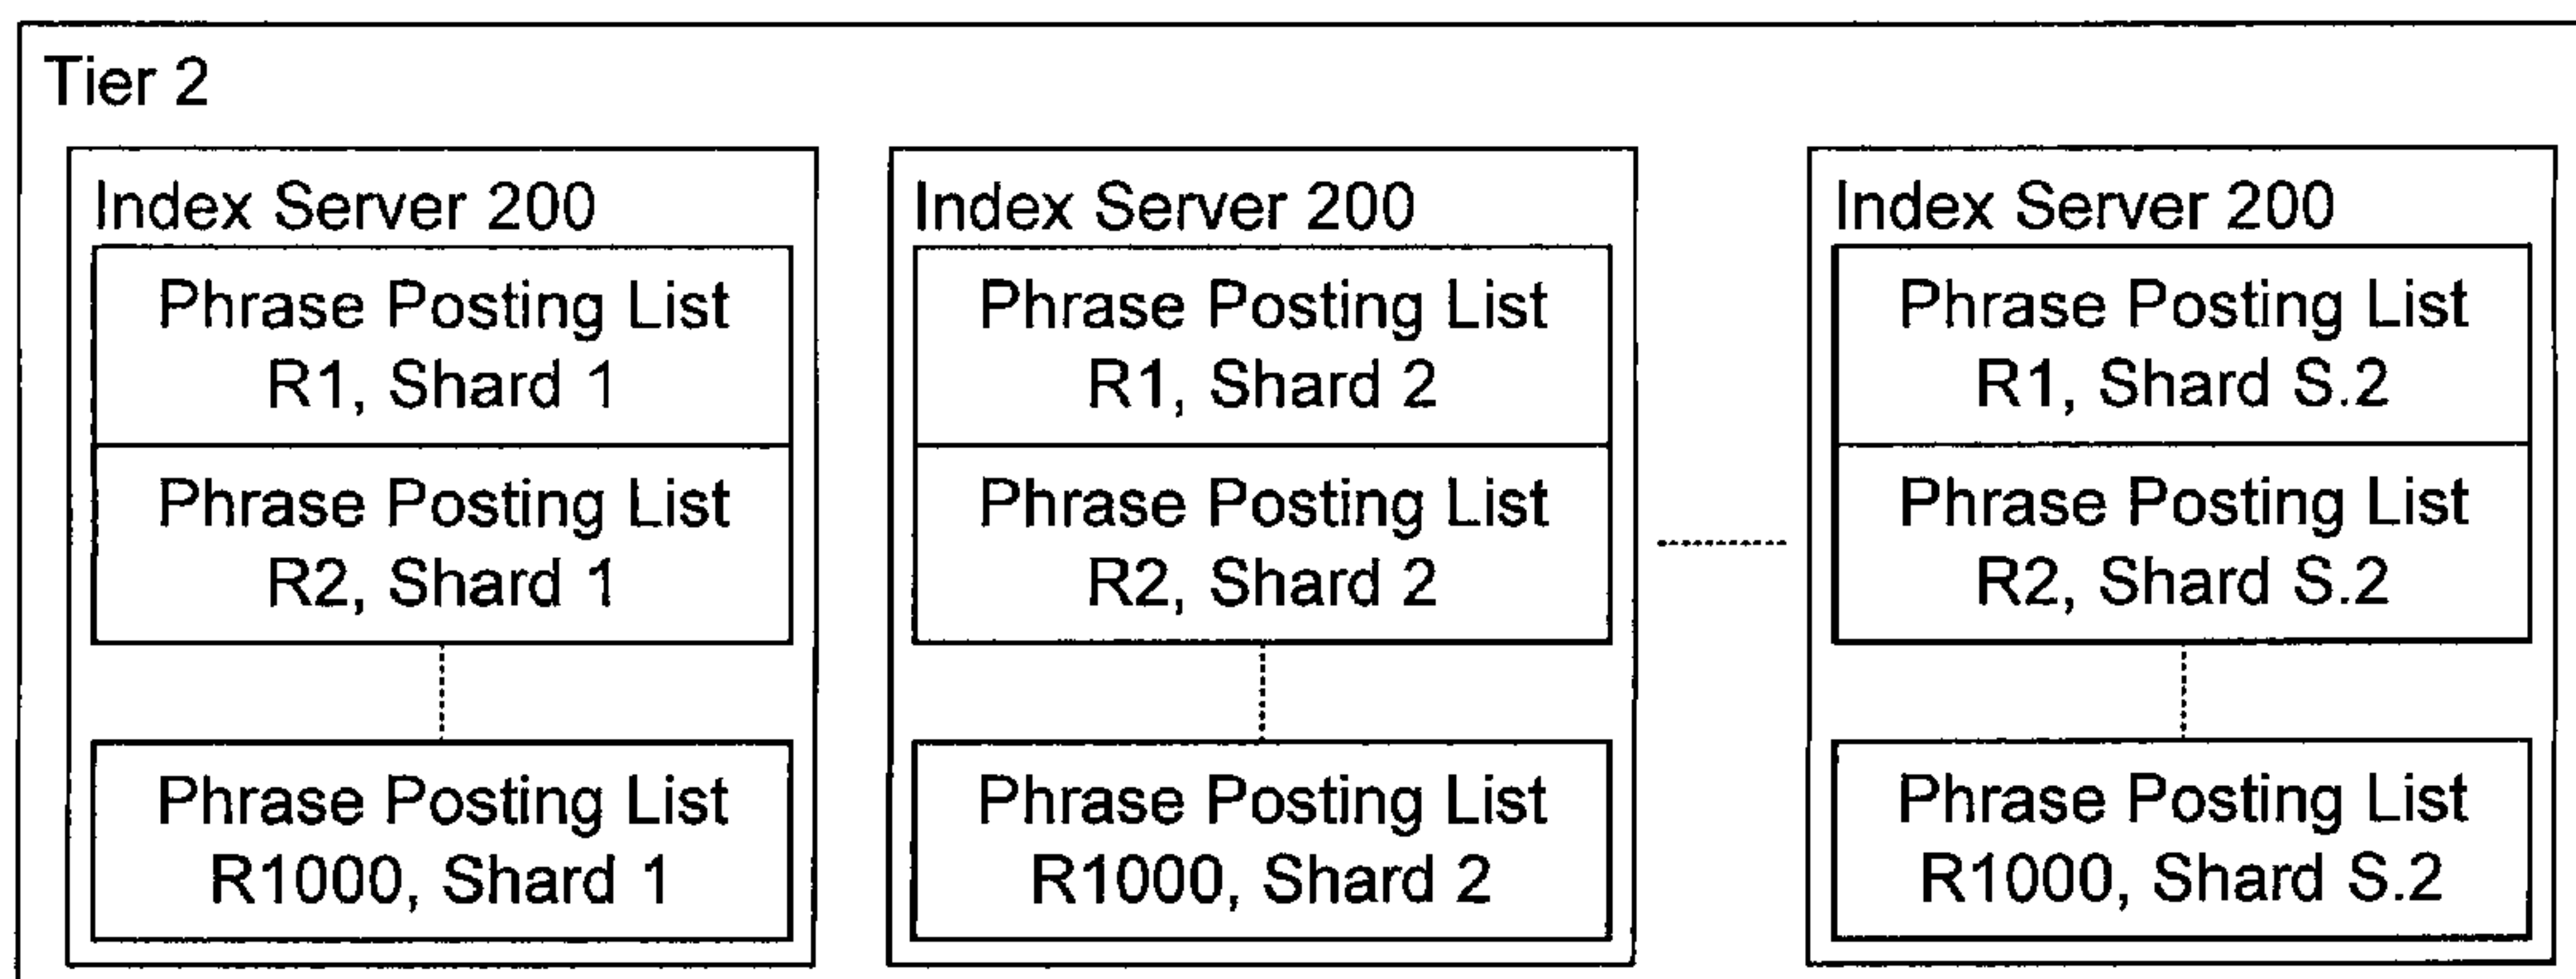 Tier 2
Index Server 200
Phrase Posting List
R1, Shard 1
Phrase Posting List
R2, Shard 1
Phrase Posting List
R1000, Shard 1
Index Server 200
Phrase Posting List
R1, Shard 2
Phrase Posting List
R2, Shard 2
Phrase Posting List
R1000, Shard 2
Index Server 200
Phrase Posting List
R1, Shard S.2
Phrase Posting List
R2, Shard S.2
Phrase Posting List
R1000, Shard S.2